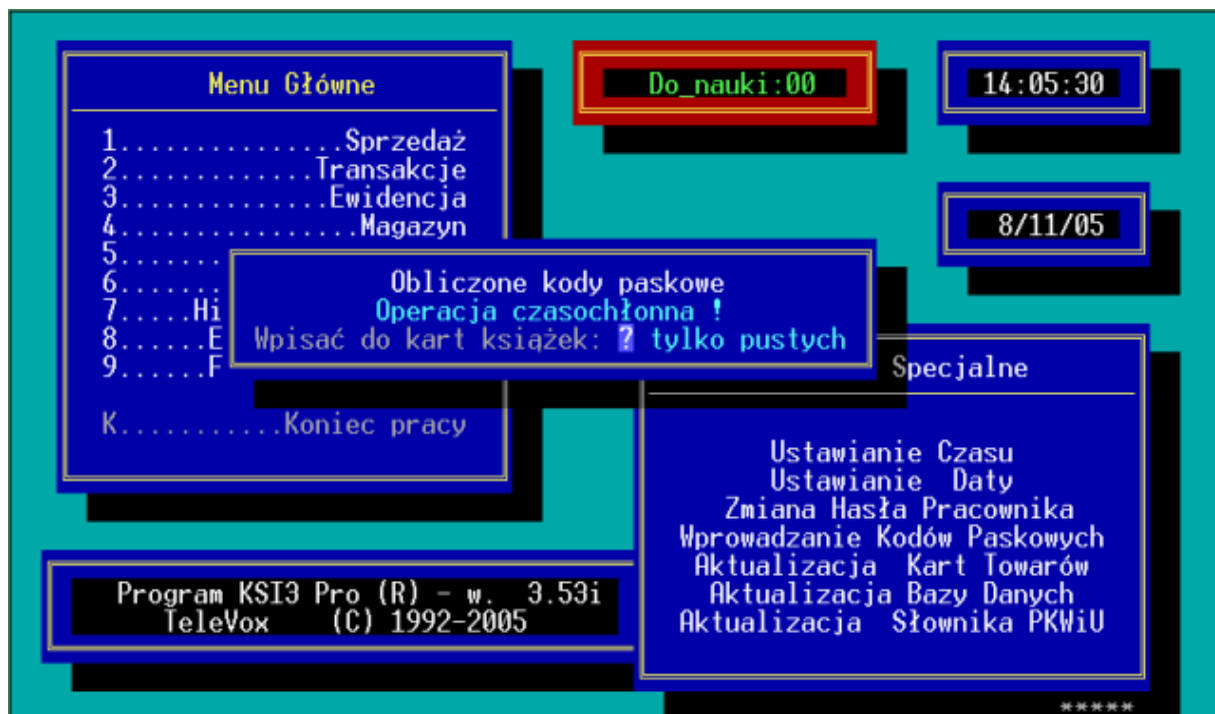 Menu Główne
1...............Sprzedaż
2.............Transakcje
3..............Ewidencja
4................Magazyn
5.......
6.......
7.....Hi
8......E
9......F
K...........Koniec pracy
Do_nauki:00
14:05:30
8/11/05
Obliczone kody paskowe
Operacja czasochłonna !
Wpisać do kart książek: ? tylko pustych
Specjalne
Ustawianie Czasu
Ustawianie Daty
Zmiana Hasła Pracownika
Wprowadzanie Kodów Paskowych
Aktualizacja Kart Towarów
Aktualizacja Bazy Danych
Aktualizacja Słownika PKWiU
Program KSI3 Pro (R) - w. 3.53i
TeleVox (C) 1992-2005
*****